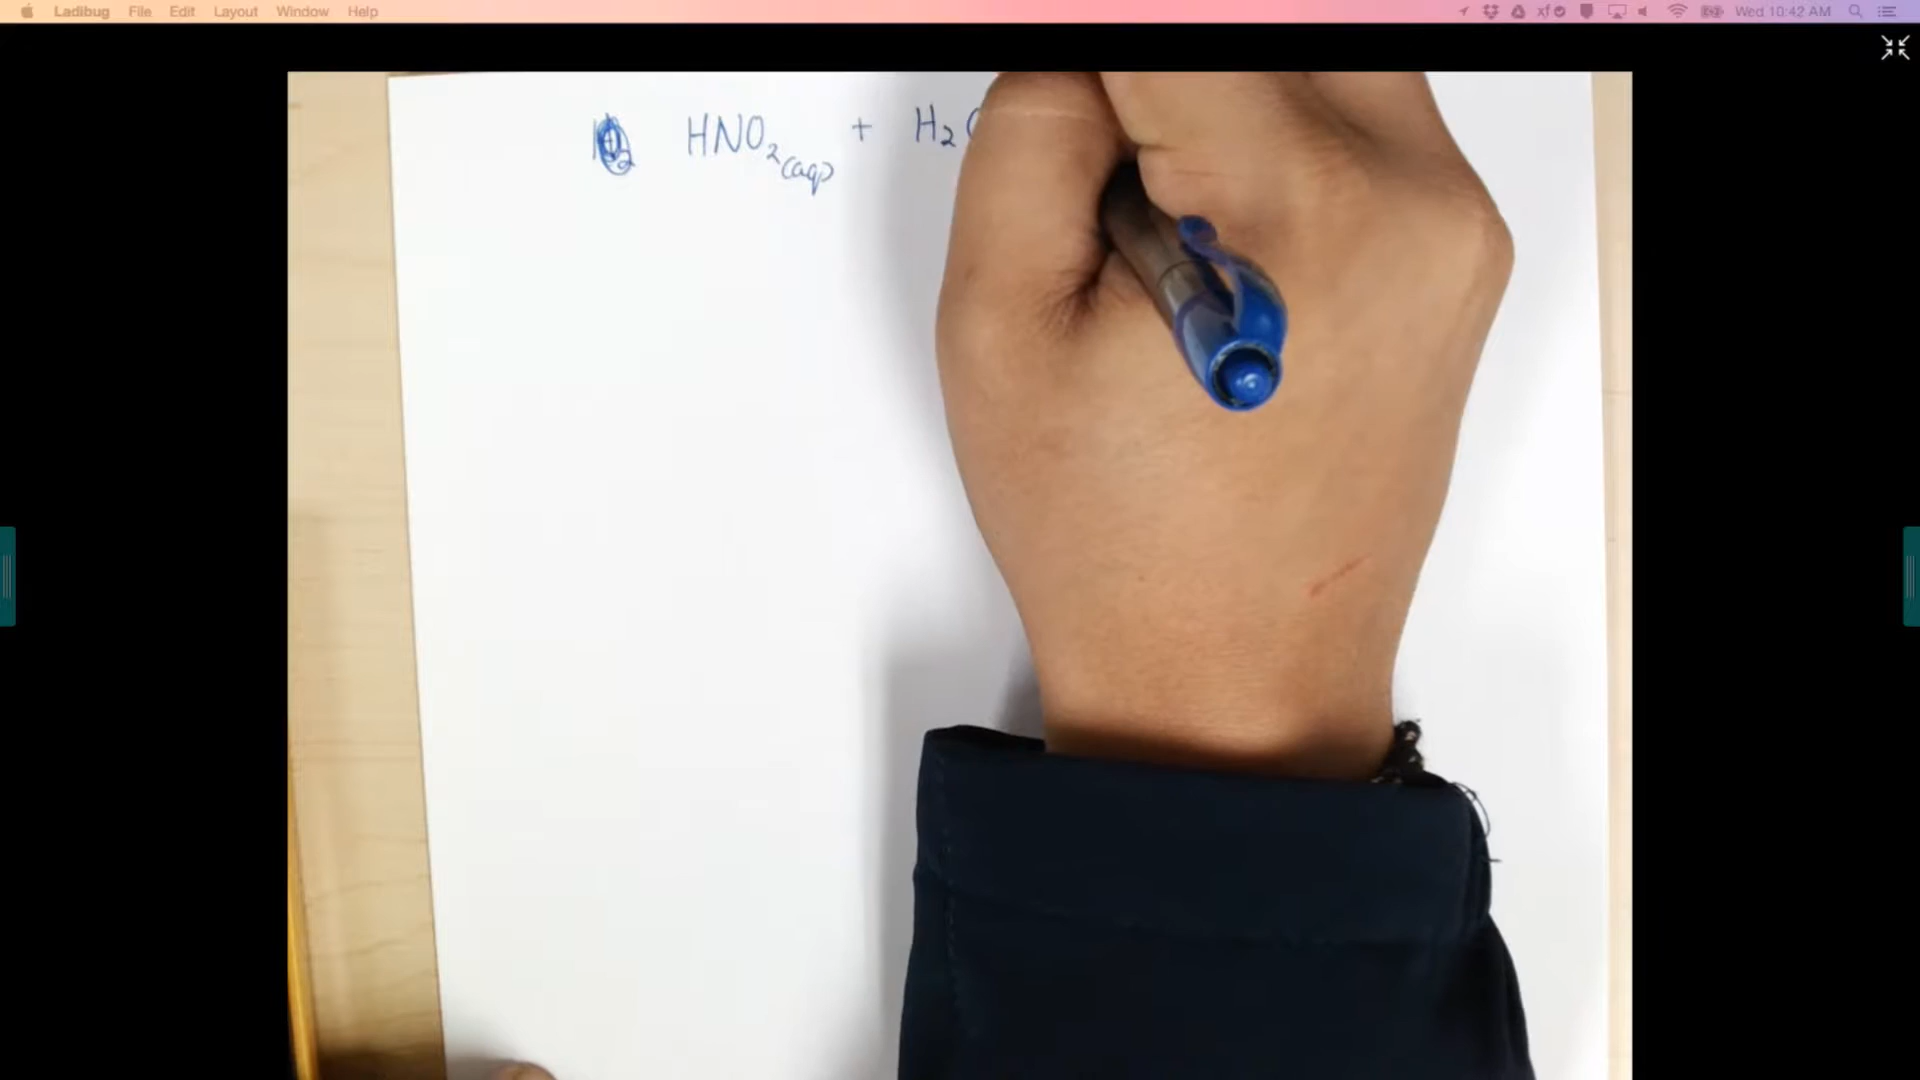 Ladibug File Edit Layout Window Help Wed 10:42 AM
HNO₂(aq) + H₂